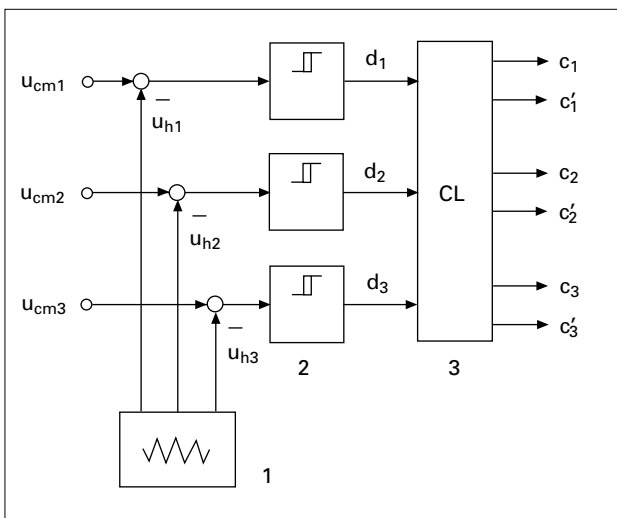 u_cm1
−
u_h1
d_1
c_1
c′_1
u_cm2
−
u_h2
d_2
CL
c_2
c′_2
u_cm3
−
u_h3
d_3
c_3
c′_3
2
3
1